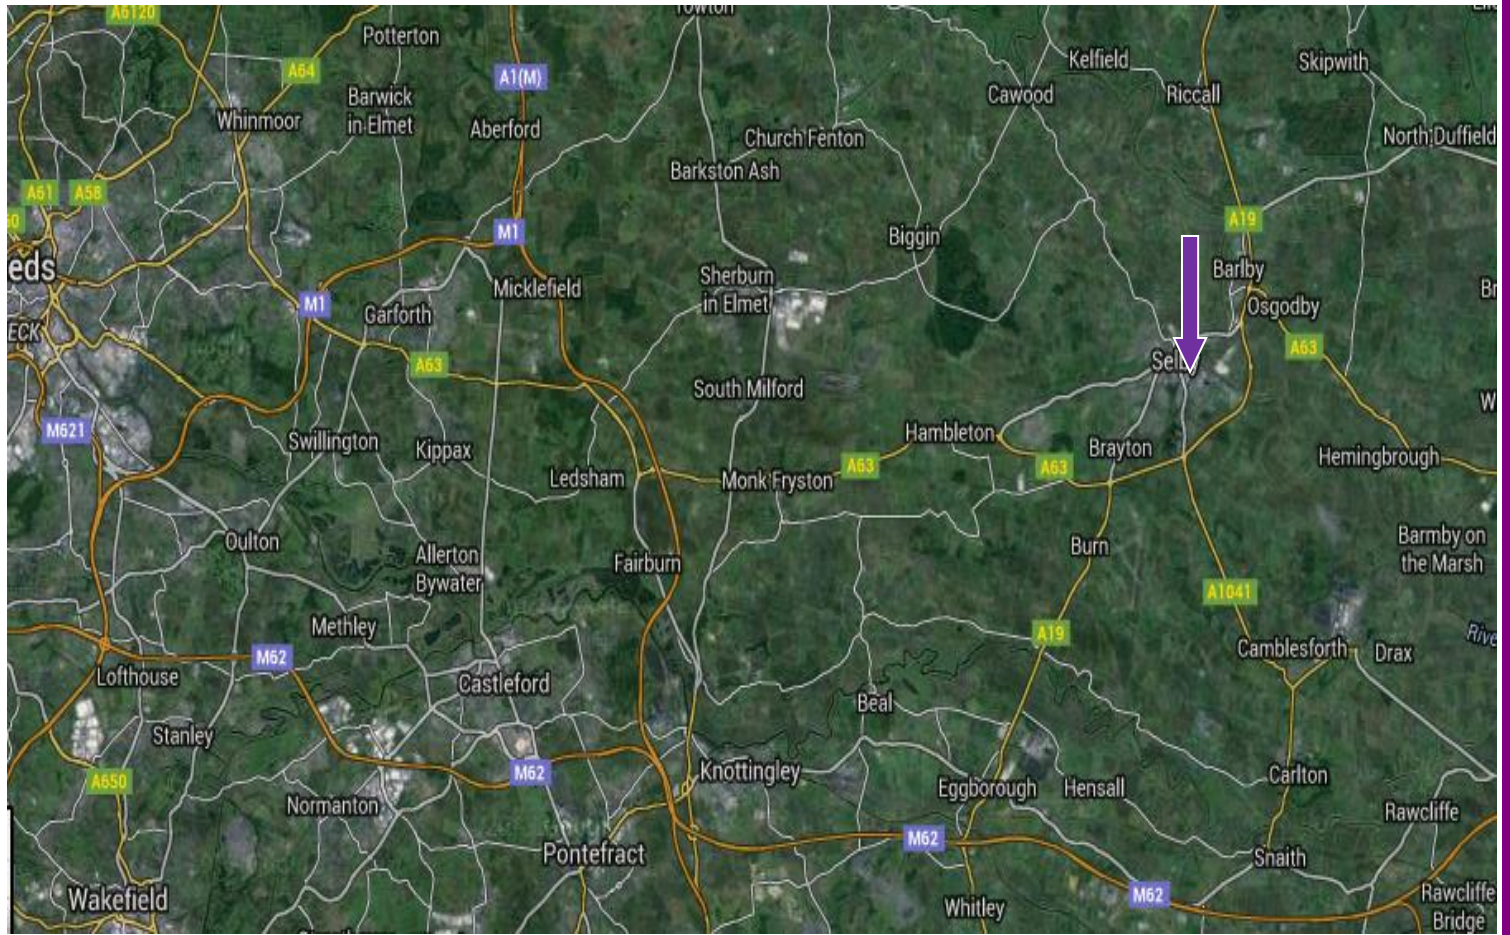 A6120
Towton
Potterton
A64
A1(M)
Kelfield
Skipwith
Barwick
in Elmet
Cawood
Riccall
Whinmoor
Aberford
Church Fenton
North Duffield
Barkston Ash
A61
A58
A19
M1
Biggin
eds
Barlby
Sherburn
in Elmet
Micklefield
M1
Garforth
Osgodby
ECK
A63
A63
Selby
South Milford
M621
Hambleton
Swillington
Kippax
Brayton
Hemingbrough
A63
A63
Ledsham
Monk Fryston
Oulton
Burn
Barmby on
the Marsh
Allerton
Bywater
Fairburn
A1041
Methley
A19
Rive
Camblesforth
Drax
M62
Lofthouse
Castleford
Beal
Stanley
M62
Knottingley
A650
Carlton
Eggborough
Hensall
Normanton
Rawcliffe
M62
Pontefract
Snaith
Wakefield
M62
Rawcliffe
Bridge
Whitley